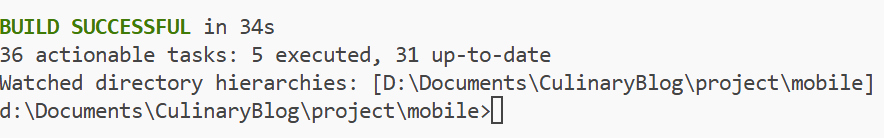 BUILD SUCCESSFUL in 34s
36 actionable tasks: 5 executed, 31 up-to-date
Watched directory hierarchies: [D:\Documents\CulinaryBlog\project\mobile]
d:\Documents\CulinaryBlog\project\mobile>